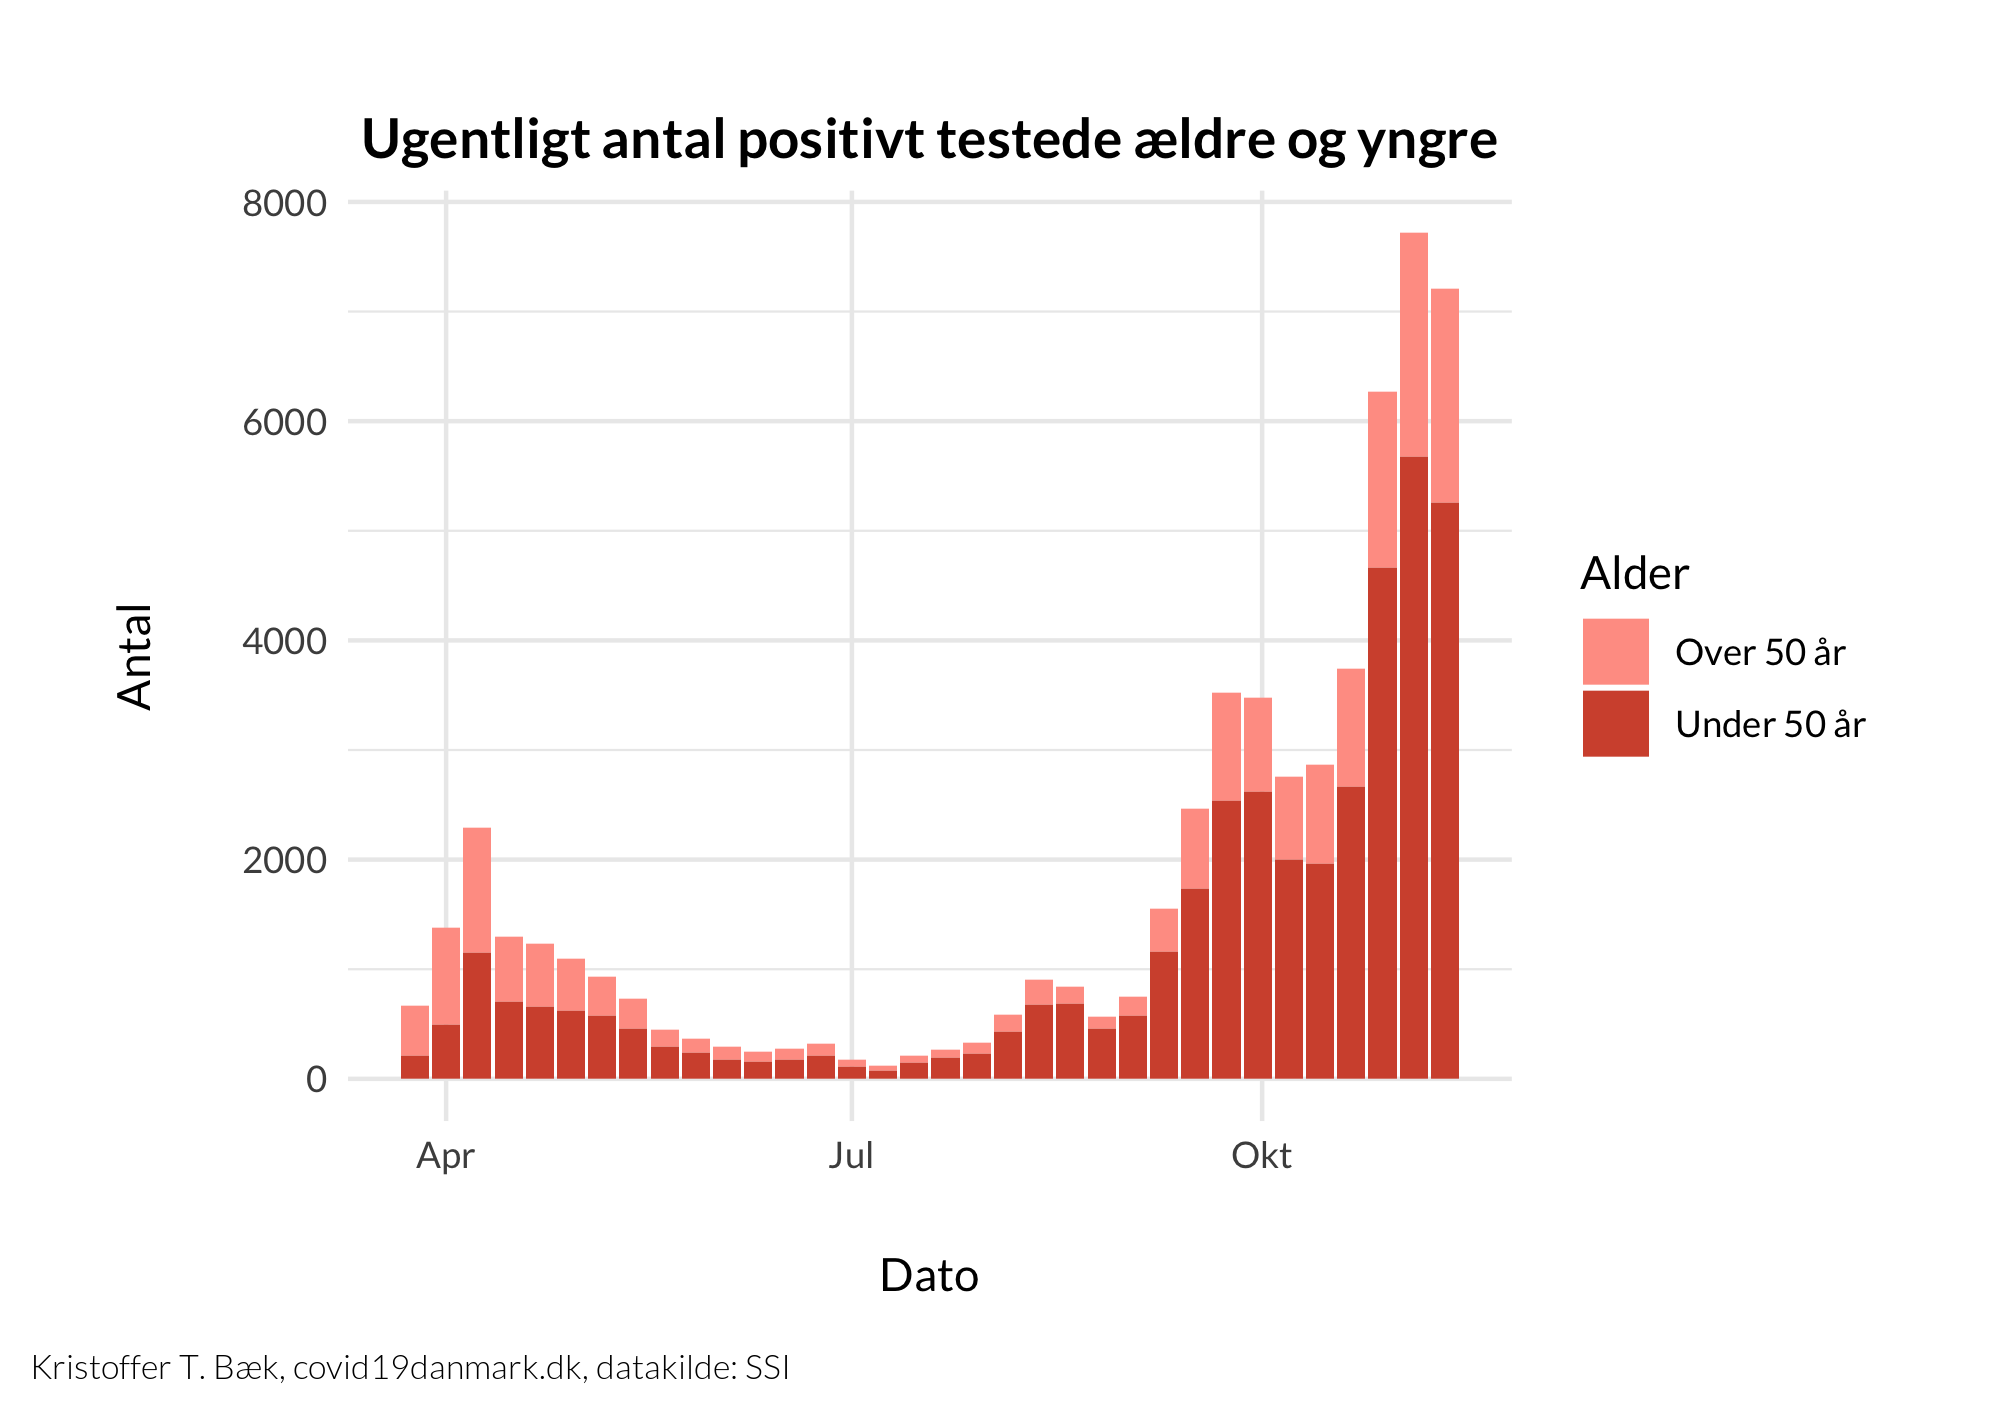 Ugentligt antal positivt testede ældre og yngre
8000
6000
4000
2000
0
Antal
Apr
Jul
Okt
Dato
Alder
Over 50 år
Under 50 år
Kristoffer T. Bæk, covid19danmark.dk, datakilde: SSI